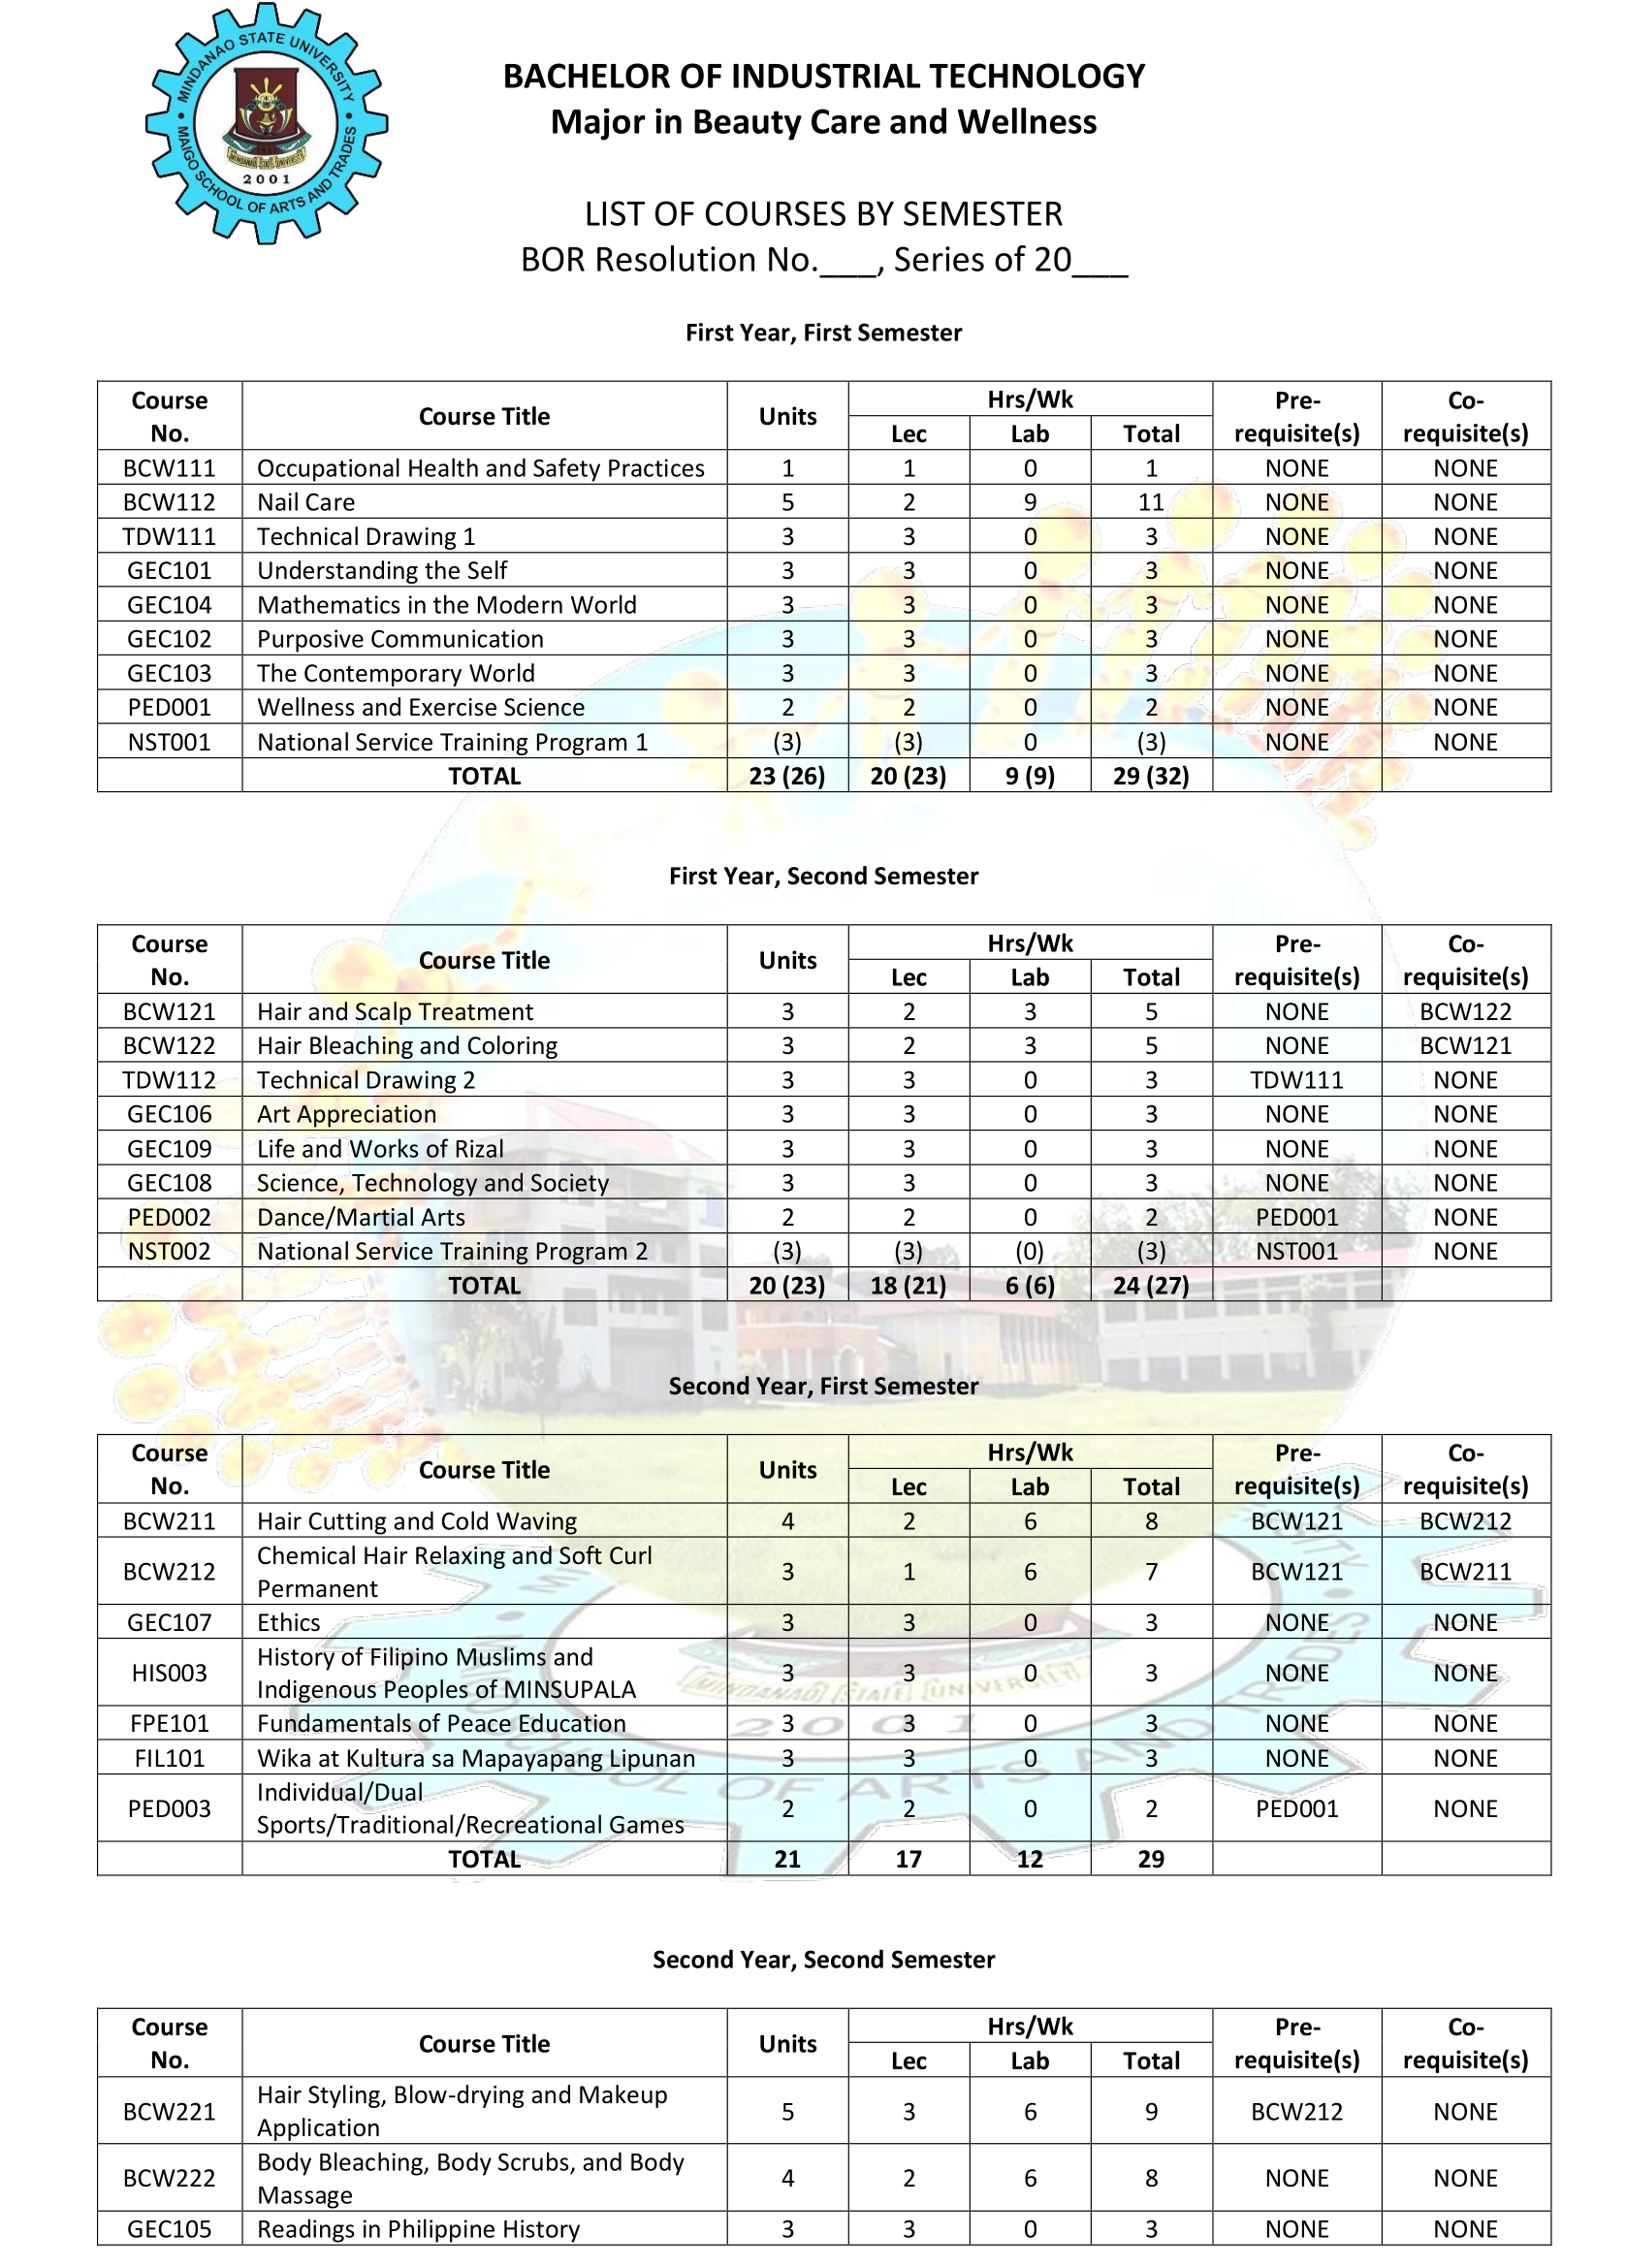 MINDANAO STATE UNIVERSITY
MAIGO SCHOOL OF ARTS AND TRADES
MINDANAO STATE UNIVERSITY
2001
BACHELOR OF INDUSTRIAL TECHNOLOGY
Major in Beauty Care and Wellness
LIST OF COURSES BY SEMESTER
BOR Resolution No.___, Series of 20___
First Year, First Semester
Course No. Course Title Units Hrs/Wk Pre-requisite(s) Co-requisite(s)
Lec Lab Total
BCW111 Occupational Health and Safety Practices 1 1 0 1 NONE NONE
BCW112 Nail Care 5 2 9 11 NONE NONE
TDW111 Technical Drawing 1 3 3 0 3 NONE NONE
GEC101 Understanding the Self 3 3 0 3 NONE NONE
GEC104 Mathematics in the Modern World 3 3 0 3 NONE NONE
GEC102 Purposive Communication 3 3 0 3 NONE NONE
GEC103 The Contemporary World 3 3 0 3 NONE NONE
PED001 Wellness and Exercise Science 2 2 0 2 NONE NONE
NST001 National Service Training Program 1 (3) (3) 0 (3) NONE NONE
TOTAL 23 (26) 20 (23) 9 (9) 29 (32)
First Year, Second Semester
Course No. Course Title Units Hrs/Wk Pre-requisite(s) Co-requisite(s)
Lec Lab Total
BCW121 Hair and Scalp Treatment 3 2 3 5 NONE BCW122
BCW122 Hair Bleaching and Coloring 3 2 3 5 NONE BCW121
TDW112 Technical Drawing 2 3 3 0 3 TDW111 NONE
GEC106 Art Appreciation 3 3 0 3 NONE NONE
GEC109 Life and Works of Rizal 3 3 0 3 NONE NONE
GEC108 Science, Technology and Society 3 3 0 3 NONE NONE
PED002 Dance/Martial Arts 2 2 0 2 PED001 NONE
NST002 National Service Training Program 2 (3) (3) (0) (3) NST001 NONE
TOTAL 20 (23) 18 (21) 6 (6) 24 (27)
Second Year, First Semester
Course No. Course Title Units Hrs/Wk Pre-requisite(s) Co-requisite(s)
Lec Lab Total
BCW211 Hair Cutting and Cold Waving 4 2 6 8 BCW121 BCW212
BCW212 Chemical Hair Relaxing and Soft Curl Permanent 3 1 6 7 BCW121 BCW211
GEC107 Ethics 3 3 0 3 NONE NONE
HIS003 History of Filipino Muslims and Indigenous Peoples of MINSUPALA 3 3 0 3 NONE NONE
FPE101 Fundamentals of Peace Education 3 3 0 3 NONE NONE
FIL101 Wika at Kultura sa Mapayapang Lipunan 3 3 0 3 NONE NONE
PED003 Individual/Dual Sports/Traditional/Recreational Games 2 2 0 2 PED001 NONE
TOTAL 21 17 12 29
Second Year, Second Semester
Course No. Course Title Units Hrs/Wk Pre-requisite(s) Co-requisite(s)
Lec Lab Total
BCW221 Hair Styling, Blow-drying and Makeup Application 5 3 6 9 BCW212 NONE
BCW222 Body Bleaching, Body Scrubs, and Body Massage 4 2 6 8 NONE NONE
GEC105 Readings in Philippine History 3 3 0 3 NONE NONE